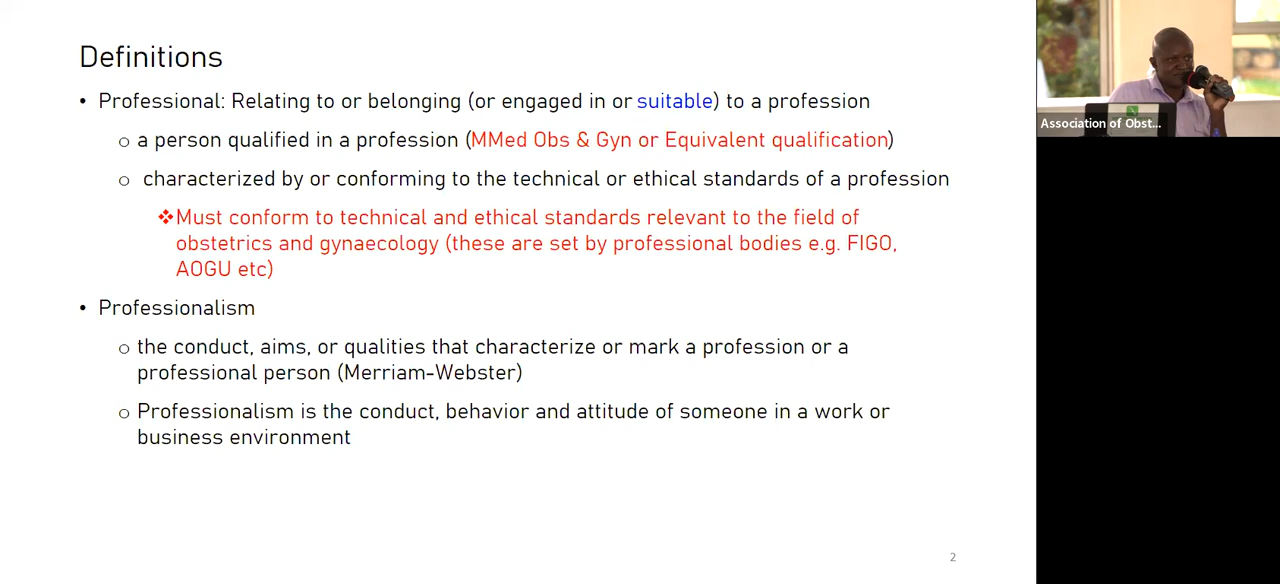 Definitions
• Professional: Relating to or belonging (or engaged in or suitable) to a profession
o a person qualified in a profession (MMed Obs & Gyn or Equivalent qualification)
o characterized by or conforming to the technical or ethical standards of a profession
❖Must conform to technical and ethical standards relevant to the field of
obstetrics and gynaecology (these are set by professional bodies e.g. FIGO,
AOGU etc)
• Professionalism
o the conduct, aims, or qualities that characterize or mark a profession or a
professional person (Merriam-Webster)
o Professionalism is the conduct, behavior and attitude of someone in a work or
business environment
2
Association of Obst...